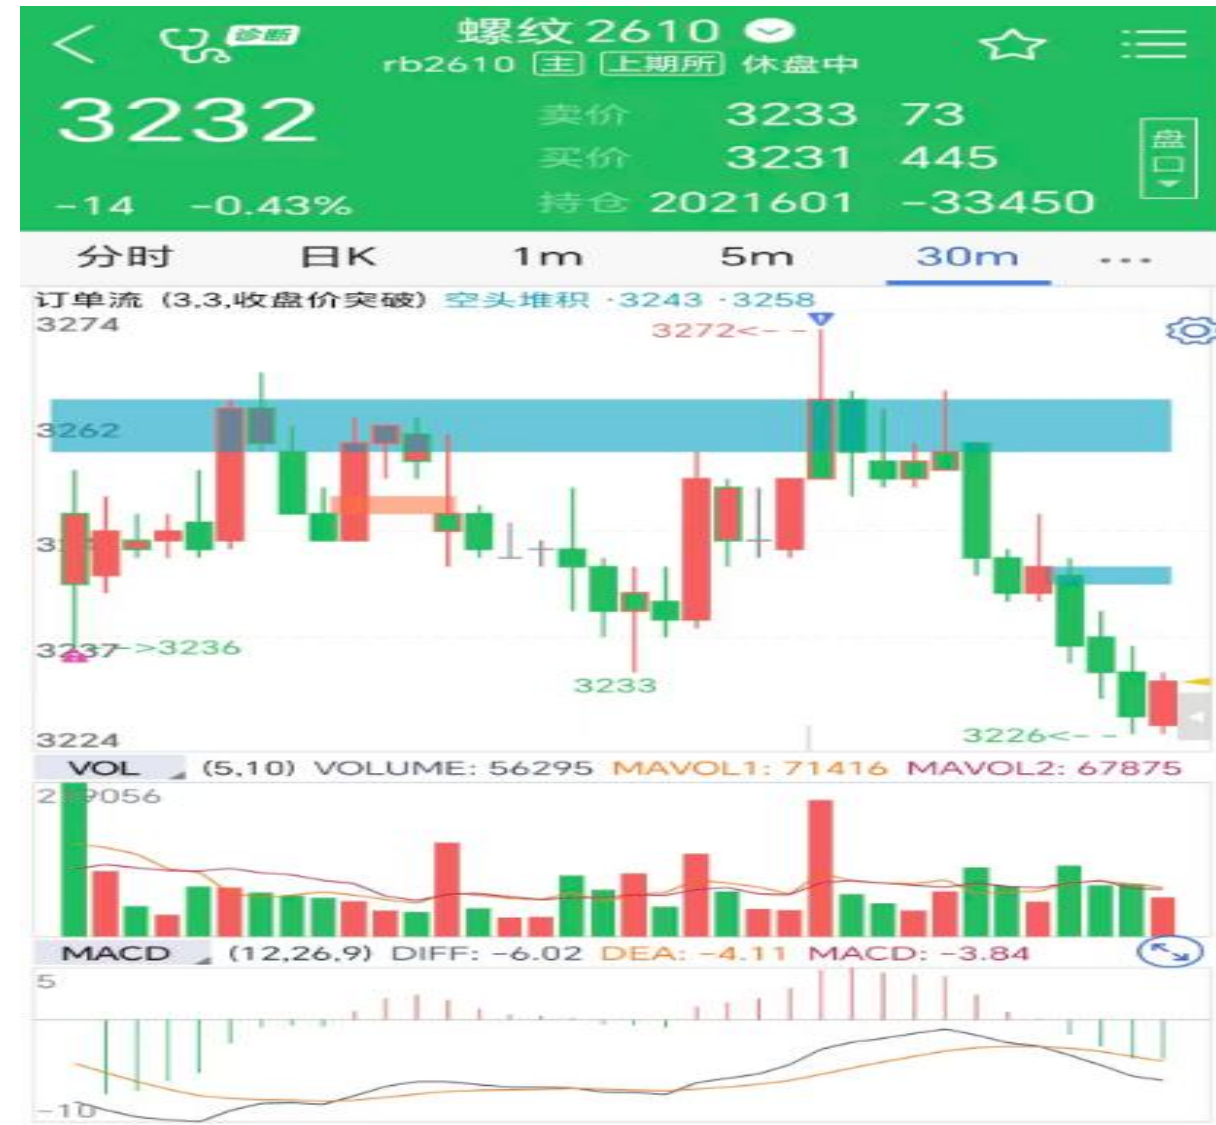 诊断
螺纹 2610
rb2610 主 上期所 休盘中
3232
-14 -0.43%
卖价 3233 73
买价 3231 445
持仓 2021601 -33450
盘口
分时 日K 1m 5m 30m ...
订单流 (3,3,收盘价突破) 空头堆积 ·3243 ·3258
3274
3272<--
3262
3237
-->3236
3233
3226<--
3224
VOL (5,10) VOLUME: 56295 MAVOL1: 71416 MAVOL2: 67875
MACD (12,26,9) DIFF: -6.02 DEA: -4.11 MACD: -3.84
5
-10